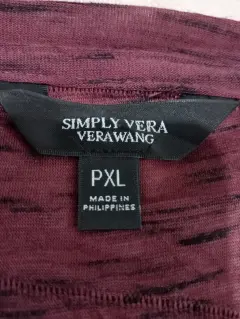 SIMPLY VERA
VERAWANG
PXL
MADE IN
PHILIPPINES